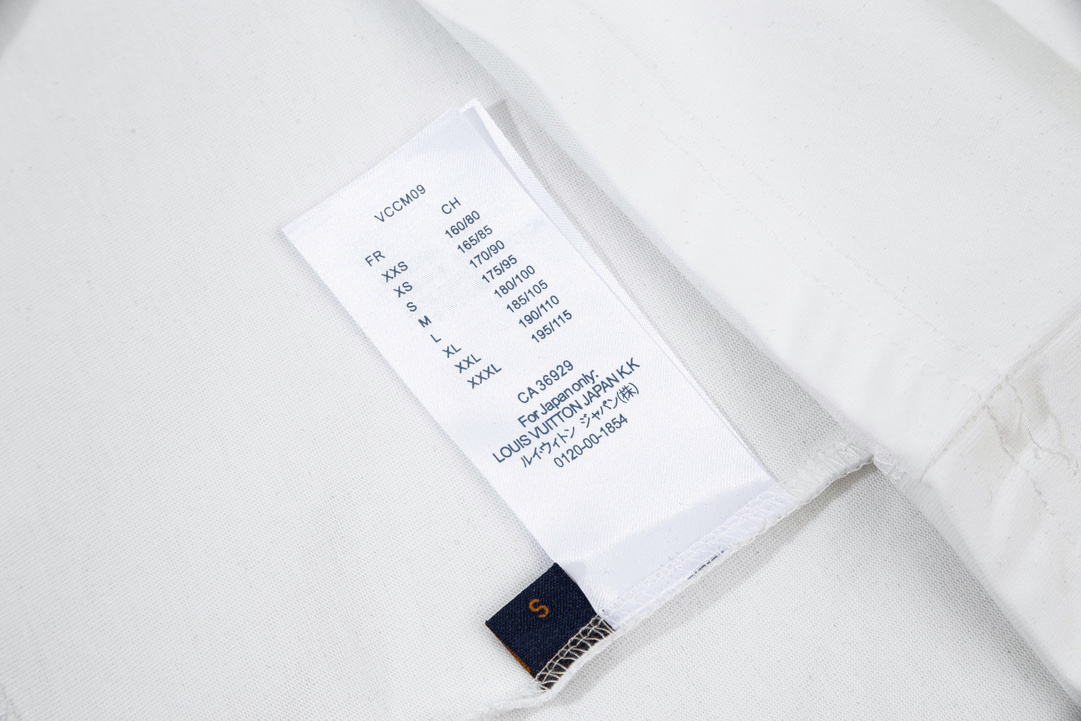 VCCM09
FR CH
XXS 160/80
XS 165/85
S 170/90
M 175/95
L 180/100
XL 185/105
XXL 190/110
XXXL 195/115
CA 36929
For Japan only:
LOUIS VUITTON JAPAN K.K
ルイ・ヴィトン ジャパン(株)
0120-00-1854
S